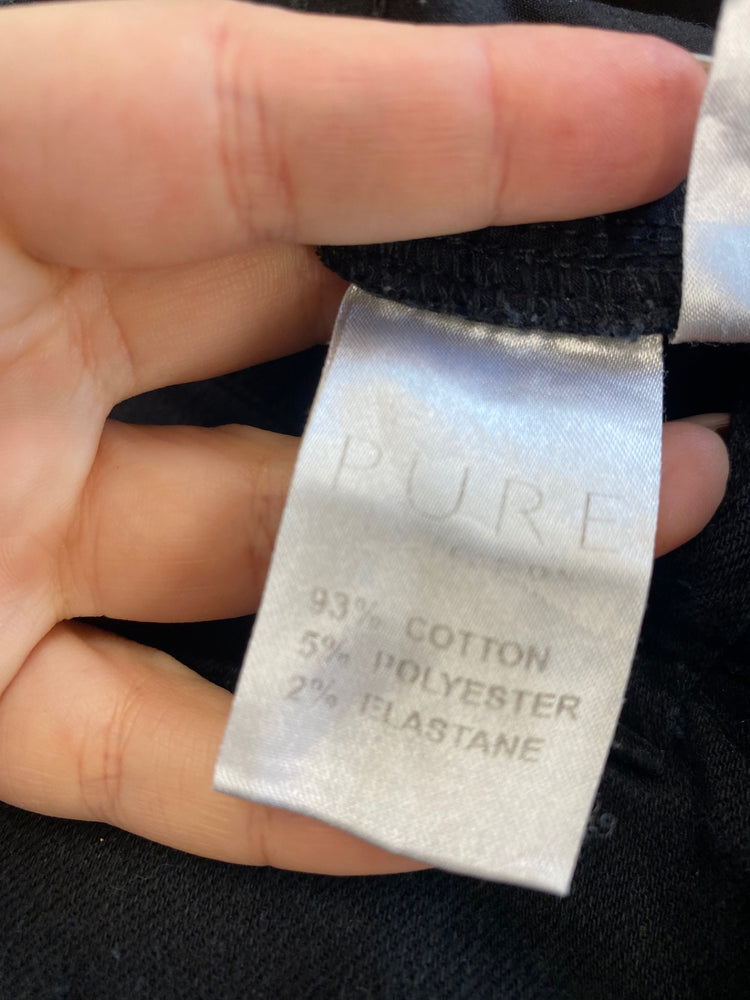 PURE
93% COTTON
5% POLYESTER
2% ELASTANE